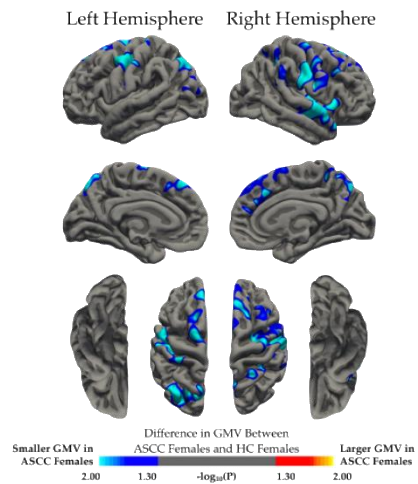 Left Hemisphere Right Hemisphere
Difference in GMV Between
Smaller GMV in ASCC Females and HC Females Larger GMV in
ASCC Females ASCC Females
2.00 1.30 -log₁₀(P) 1.30 2.00